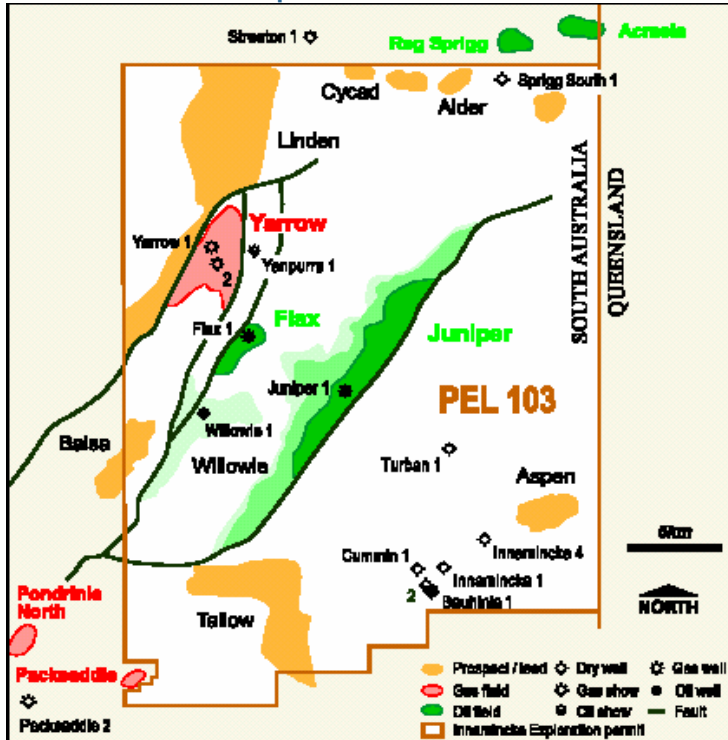 Streeton 1
Reg Sprigg
Acrasia
Cycad
Alder
Sprigg South 1
Linden
SOUTH AUSTRALIA
QUEENSLAND
Yarrow
Yarrow 1
2
Yanpurra 1
Flax
Flax 1
Juniper
Juniper 1
PEL 103
Willowie 1
Balsa
Willowie
Turban 1
Aspen
5km
Innamincka 4
Cummin 1
Innamincka 1
2
Bauhinia 1
NORTH
Pondrinie
North
Tallow
Packsaddle
Packsaddle 2
Prospect / lead
Dry well
Gas well
Gas field
Gas show
Oil well
Oil field
Oil show
Fault
Innamincka Exploration permit